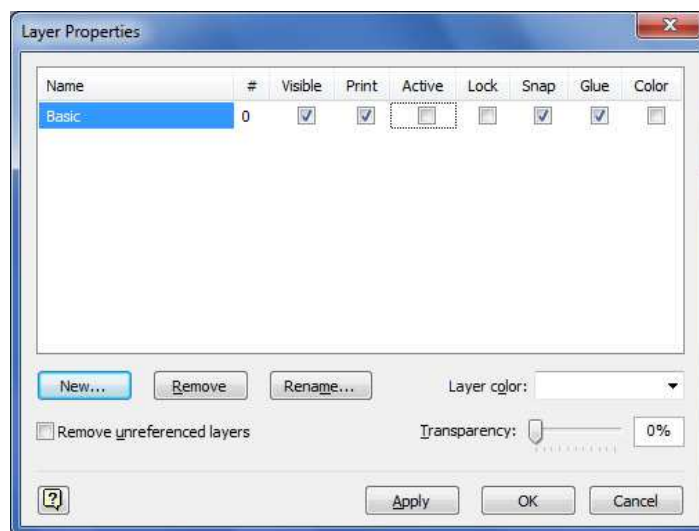 Layer Properties
Name # Visible Print Active Lock Snap Glue Color
Basic 0
New... Remove Rename... Layer color:
Remove unreferenced layers Transparency: 0%
Apply OK Cancel